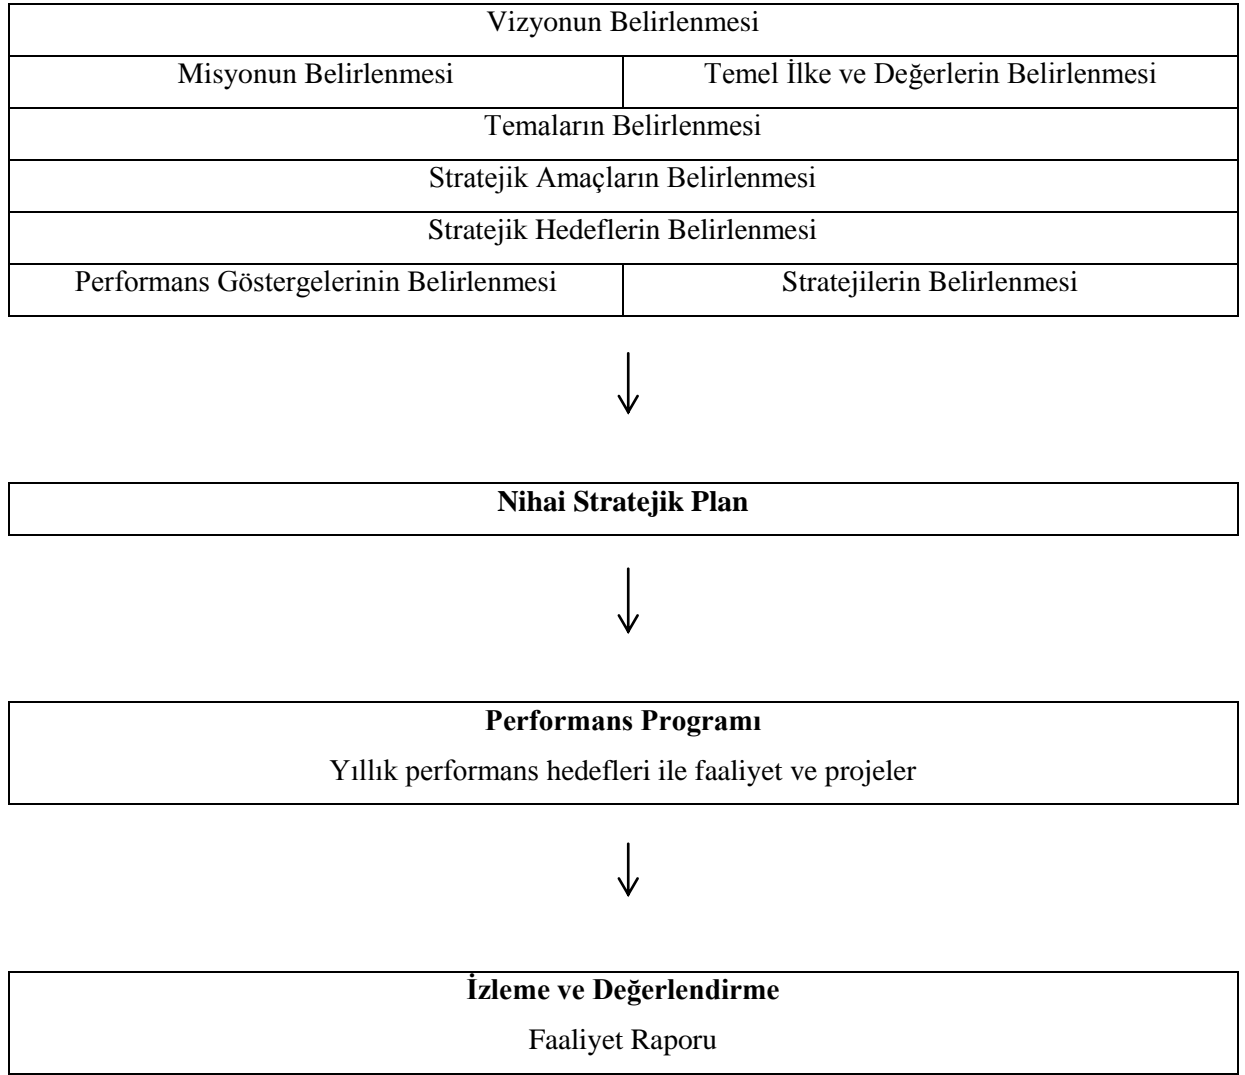 Vizyonun Belirlenmesi
Misyonun Belirlenmesi
Temel İlke ve Değerlerin Belirlenmesi
Temaların Belirlenmesi
Stratejik Amaçların Belirlenmesi
Stratejik Hedeflerin Belirlenmesi
Performans Göstergelerinin Belirlenmesi
Stratejilerin Belirlenmesi
Nihai Stratejik Plan
Performans Programı
Yıllık performans hedefleri ile faaliyet ve projeler
İzleme ve Değerlendirme
Faaliyet Raporu